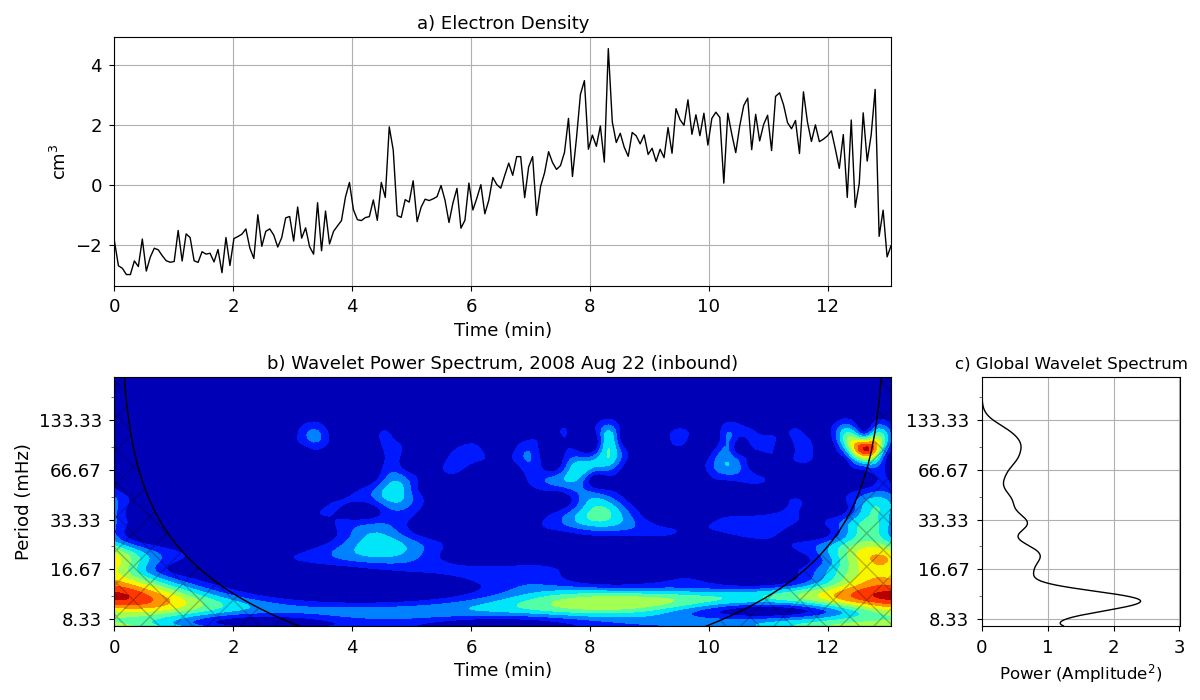 a) Electron Density
cm³
4
2
0
−2
0 2 4 6 8 10 12
Time (min)
b) Wavelet Power Spectrum, 2008 Aug 22 (inbound)
Period (mHz)
133.33
66.67
33.33
16.67
8.33
0 2 4 6 8 10 12
Time (min)
c) Global Wavelet Spectrum
133.33
66.67
33.33
16.67
8.33
0 1 2 3
Power (Amplitude²)